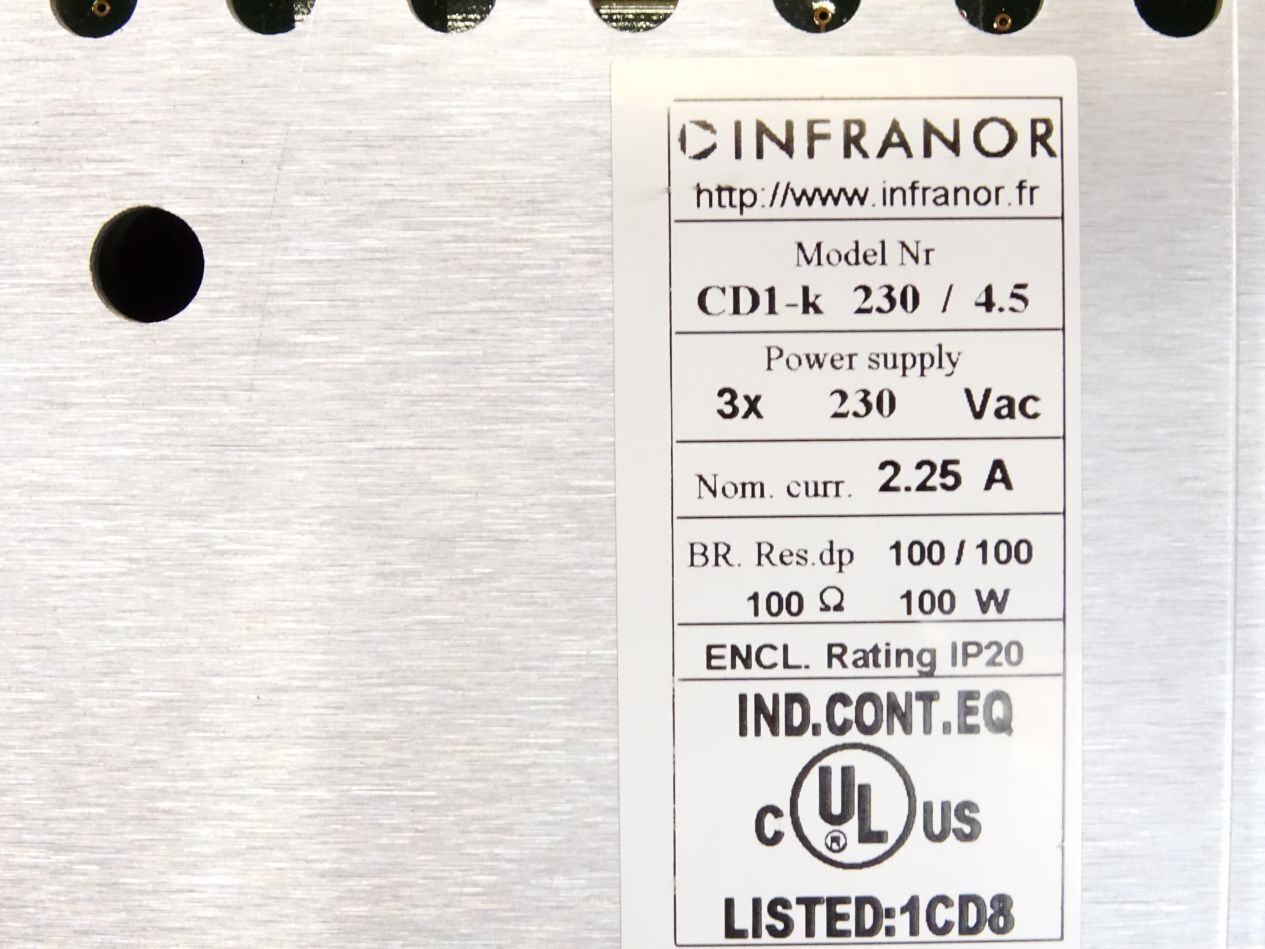 INFRANOR
http://www.infranor.fr
Model Nr
CD1-k 230 / 4.5
Power supply
3x 230 Vac
Nom. curr. 2.25 A
BR. Res.dp 100 / 100
100 Ω 100 W
ENCL. Rating IP20
IND.CONT.EQ
C UL ® US
LISTED:1CD8